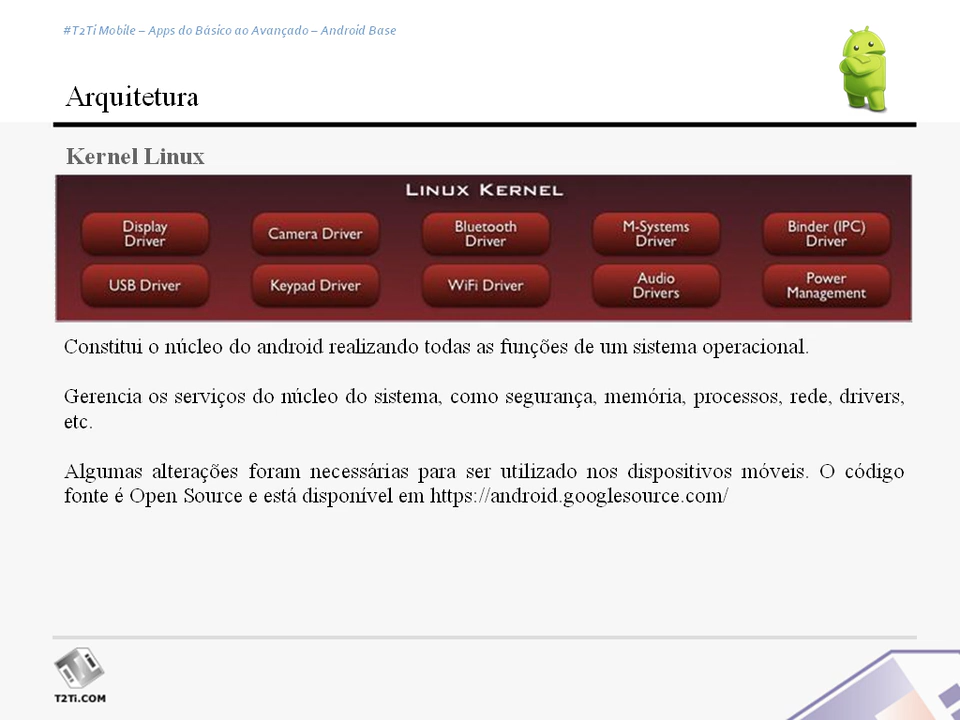 #T2Ti Mobile – Apps do Básico ao Avançado – Android Base
Arquitetura
Kernel Linux
LINUX KERNEL
Display Driver
Camera Driver
Bluetooth Driver
M-Systems Driver
Binder (IPC) Driver
USB Driver
Keypad Driver
WiFi Driver
Audio Drivers
Power Management
Constitui o núcleo do android realizando todas as funções de um sistema operacional.
Gerencia os serviços do núcleo do sistema, como segurança, memória, processos, rede, drivers,
etc.
Algumas alterações foram necessárias para ser utilizado nos dispositivos móveis. O código
fonte é Open Source e está disponível em https://android.googlesource.com/
T2Ti.COM